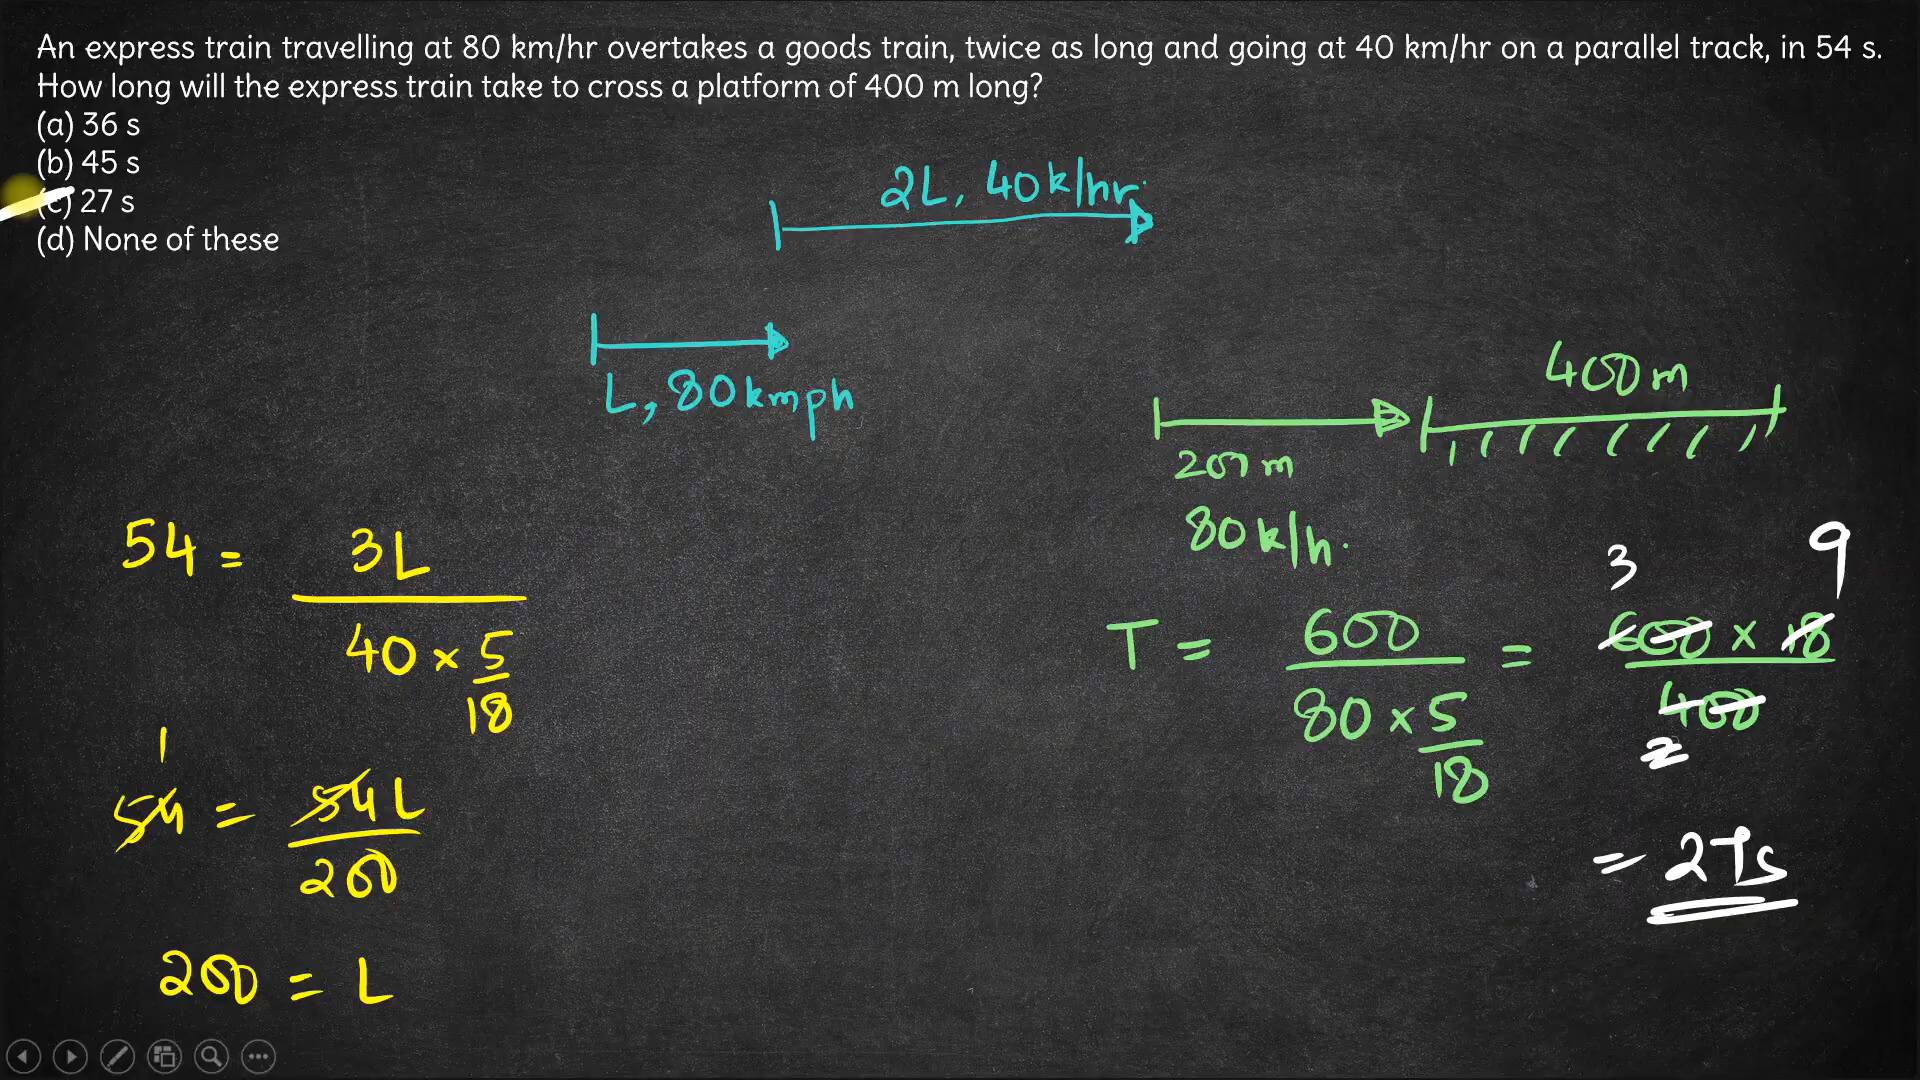 An express train travelling at 80 km/hr overtakes a goods train, twice as long and going at 40 km/hr on a parallel track, in 54 s.
How long will the express train take to cross a platform of 400 m long?
(a) 36 s
(b) 45 s
(c) 27 s
(d) None of these
2L, 40k/hr.
L, 80kmph
400m
200m
80k/h.
54 = 3L
40 × 5
18
T = 600 = 600 × 18
3 9
80 × 5 400
18 2
1
54 = 54L
200
= 27s
200 = L